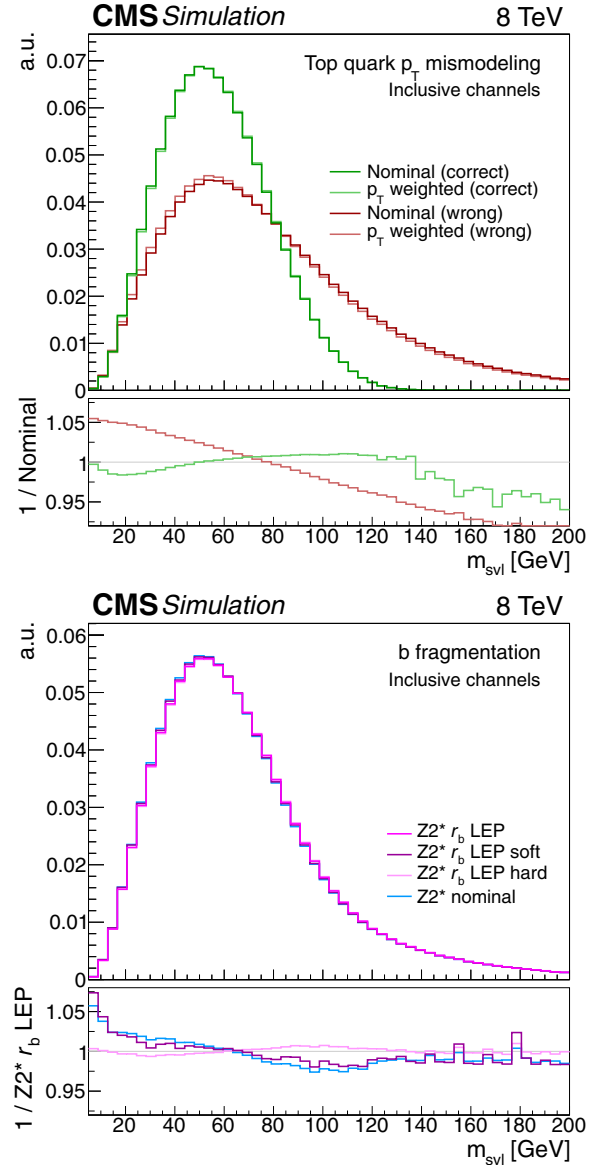 CMS Simulation 8 TeV
a.u.
Top quark p_T mismodeling
Inclusive channels
0.07
0.06
0.05
0.04
0.03
0.02
0.01
0
Nominal (correct)
p_T weighted (correct)
Nominal (wrong)
p_T weighted (wrong)
1 / Nominal
1.05
1
0.95
20 40 60 80 100 120 140 160 180 200
m_svl [GeV]
CMS Simulation 8 TeV
a.u.
b fragmentation
Inclusive channels
0.06
0.05
0.04
0.03
0.02
0.01
0
Z2* r_b LEP
Z2* r_b LEP soft
Z2* r_b LEP hard
Z2* nominal
1 / Z2* r_b LEP
1.05
1
0.95
20 40 60 80 100 120 140 160 180 200
m_svl [GeV]